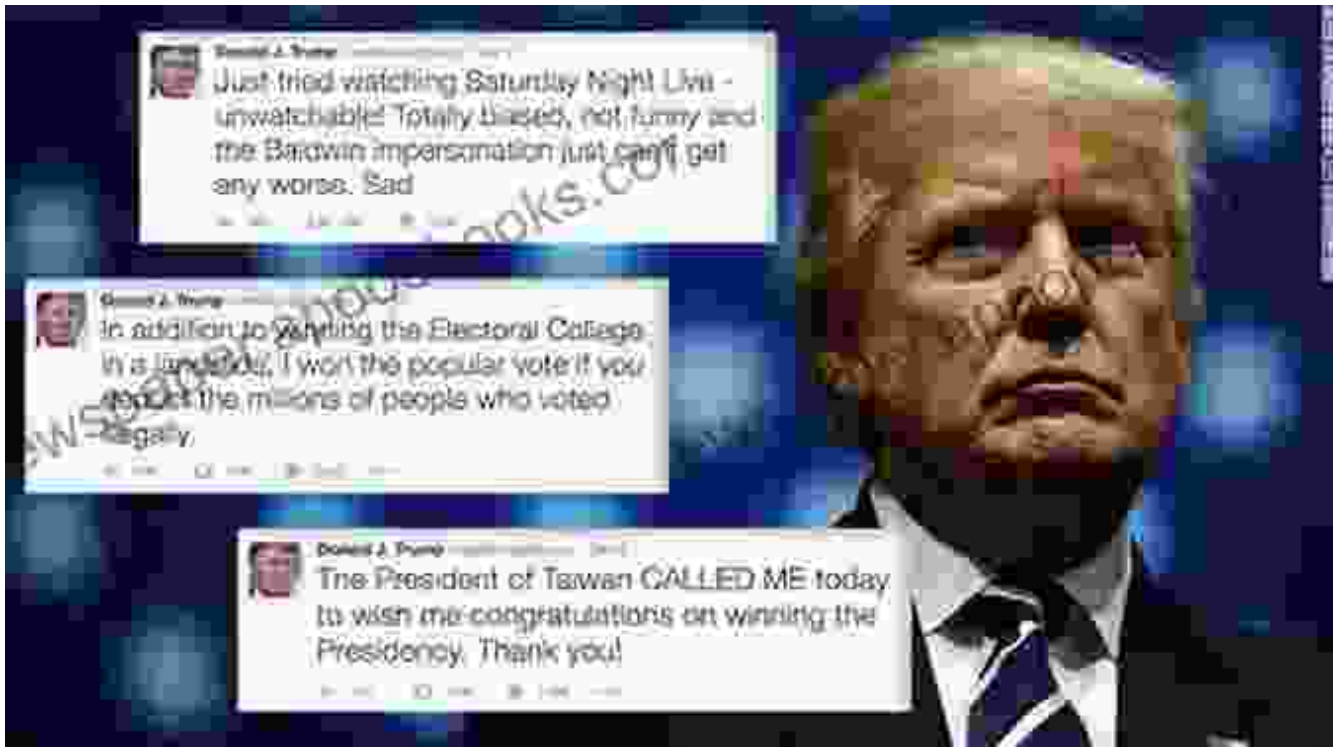 Donald J. Trump
Just tried watching Saturday Night Live -
unwatchable! Totally biased, not funny and
the Baldwin impersonation just can't get
any worse. Sad
Donald J. Trump
In addition to winning the Electoral College
in a landslide, I won the popular vote if you
deduct the millions of people who voted
illegally
Donald J. Trump
The President of Taiwan CALLED ME today
to wish me congratulations on winning the
Presidency. Thank you!